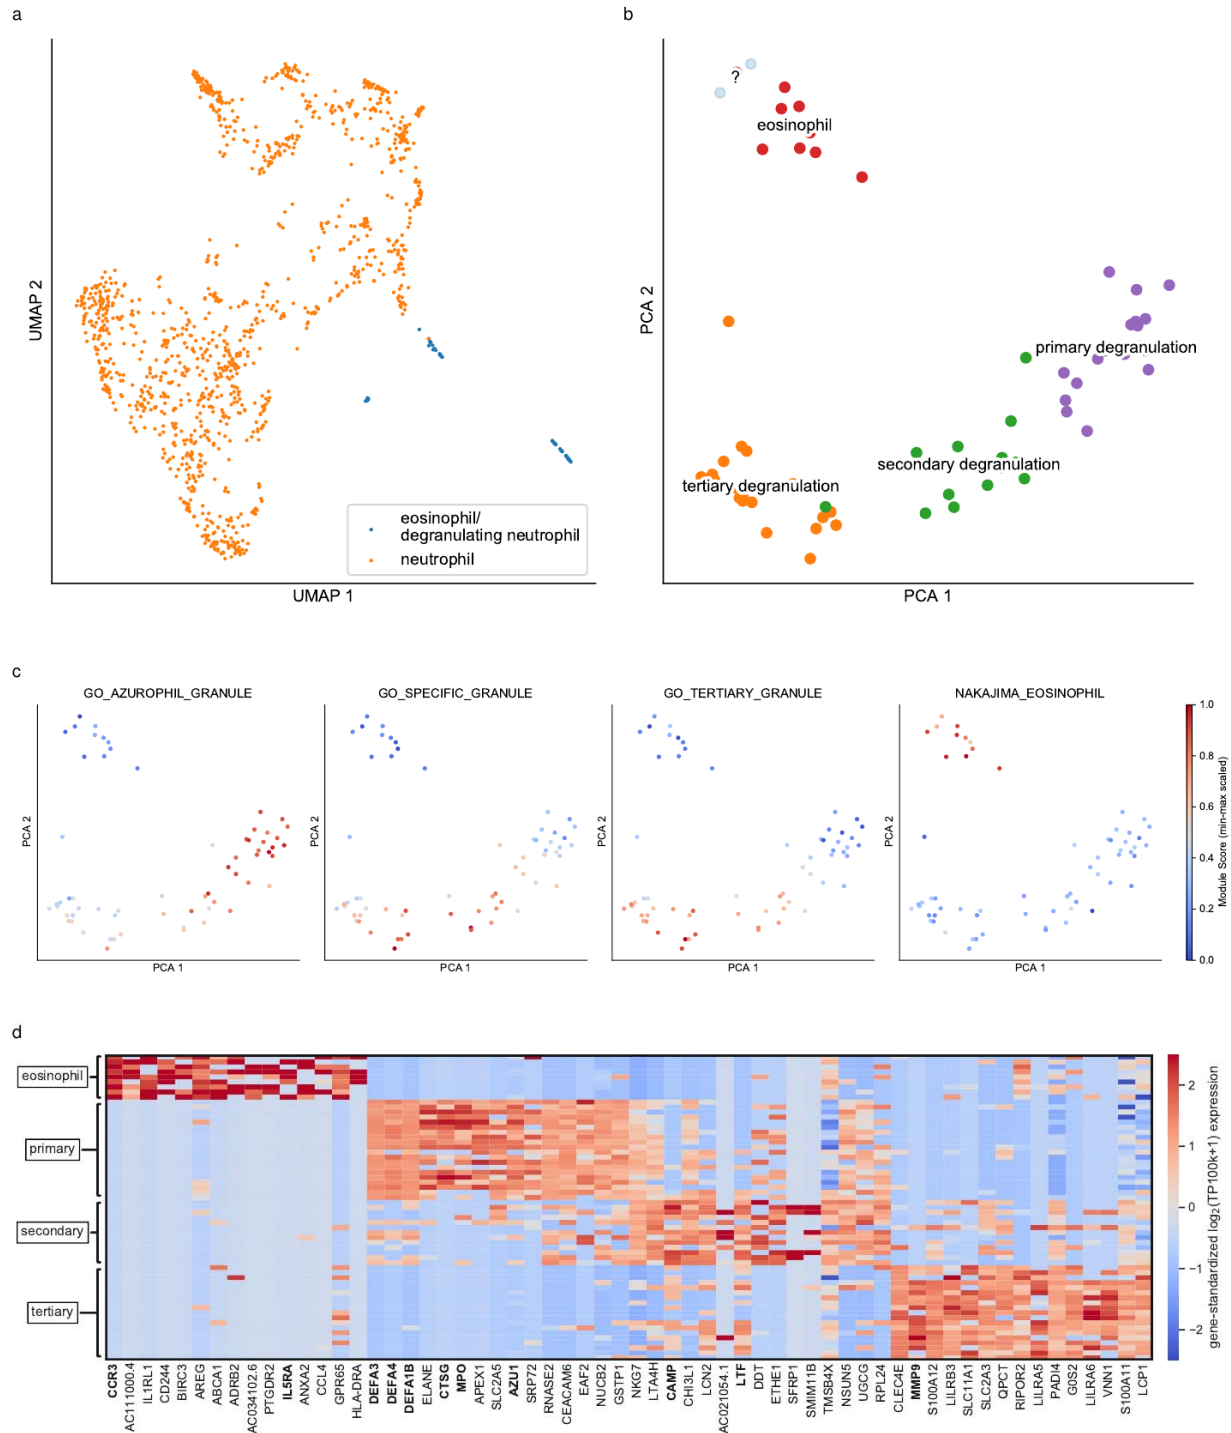 a
UMAP 2
UMAP 1
eosinophil/
degranulating neutrophil
neutrophil
b
PCA 2
PCA 1
?
eosinophil
primary degranulation
secondary degranulation
tertiary degranulation
c
GO_AZUROPHIL_GRANULE
GO_SPECIFIC_GRANULE
GO_TERTIARY_GRANULE
NAKAJIMA_EOSINOPHIL
PCA 2
PCA 2
PCA 2
PCA 2
PCA 1
PCA 1
PCA 1
PCA 1
1.0
0.8
0.6
0.4
0.2
0.0
Module Score (min-max scaled)
d
eosinophil
primary
secondary
tertiary
CCR3
AC111000.4
IL1RL1
CD244
BIRC3
AREG
ABCA1
ADRB2
AC034102.6
PTGDR2
IL5RA
ANXA2
CCL4
GPR65
HLA-DRA
DEFA3
DEFA4
DEFA1B
ELANE
CTSG
MPO
APEX1
SLC2A5
AZU1
SRP72
RNASE2
CEACAM6
EAF2
NUCB2
GSTP1
NKG7
LTA4H
CAMP
CHI3L1
LCN2
AC021054.1
LTF
DDT
ETHE1
SFRP1
SMIM11B
TMSB4X
NSUN5
UGCG
RPL24
CLEC4E
MMP9
S100A12
LILRB3
SLC11A1
SLC2A3
QPCT
RIPOR2
LILRA5
PADI4
G0S2
LILRA6
VNN1
S100A11
LCP1
2
1
0
−1
−2
gene-standardized log2(TP100k+1) expression